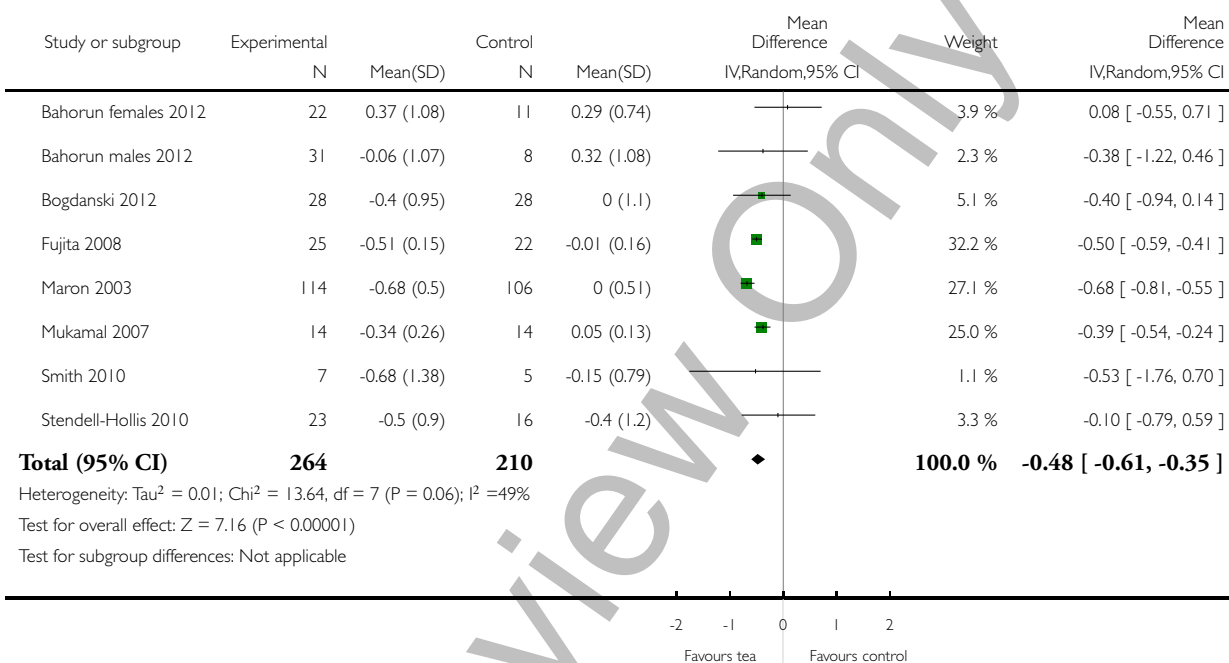 Study or subgroup Experimental Control Mean Difference Weight Mean Difference
N Mean(SD) N Mean(SD) IV,Random,95% CI IV,Random,95% CI
Bahorun females 2012 22 0.37 (1.08) 11 0.29 (0.74) 3.9 % 0.08 [ -0.55, 0.71 ]
Bahorun males 2012 31 -0.06 (1.07) 8 0.32 (1.08) 2.3 % -0.38 [ -1.22, 0.46 ]
Bogdanski 2012 28 -0.4 (0.95) 28 0 (1.1) 5.1 % -0.40 [ -0.94, 0.14 ]
Fujita 2008 25 -0.51 (0.15) 22 -0.01 (0.16) 32.2 % -0.50 [ -0.59, -0.41 ]
Maron 2003 114 -0.68 (0.5) 106 0 (0.51) 27.1 % -0.68 [ -0.81, -0.55 ]
Mukamal 2007 14 -0.34 (0.26) 14 0.05 (0.13) 25.0 % -0.39 [ -0.54, -0.24 ]
Smith 2010 7 -0.68 (1.38) 5 -0.15 (0.79) 1.1 % -0.53 [ -1.76, 0.70 ]
Stendell-Hollis 2010 23 -0.5 (0.9) 16 -0.4 (1.2) 3.3 % -0.10 [ -0.79, 0.59 ]
Total (95% CI) 264 210 100.0 % -0.48 [ -0.61, -0.35 ]
Heterogeneity: Tau² = 0.01; Chi² = 13.64, df = 7 (P = 0.06); I² =49%
Test for overall effect: Z = 7.16 (P < 0.00001)
Test for subgroup differences: Not applicable
-2 -1 0 1 2
Favours tea Favours control
view Only